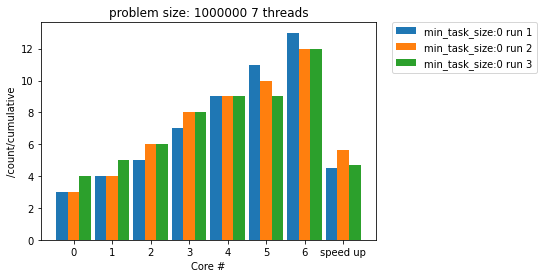 problem size: 1000000 7 threads
min_task_size:0 run 1
min_task_size:0 run 2
min_task_size:0 run 3
/count/cumulative
12
10
8
6
4
2
0
0 1 2 3 4 5 6 speed up
Core #